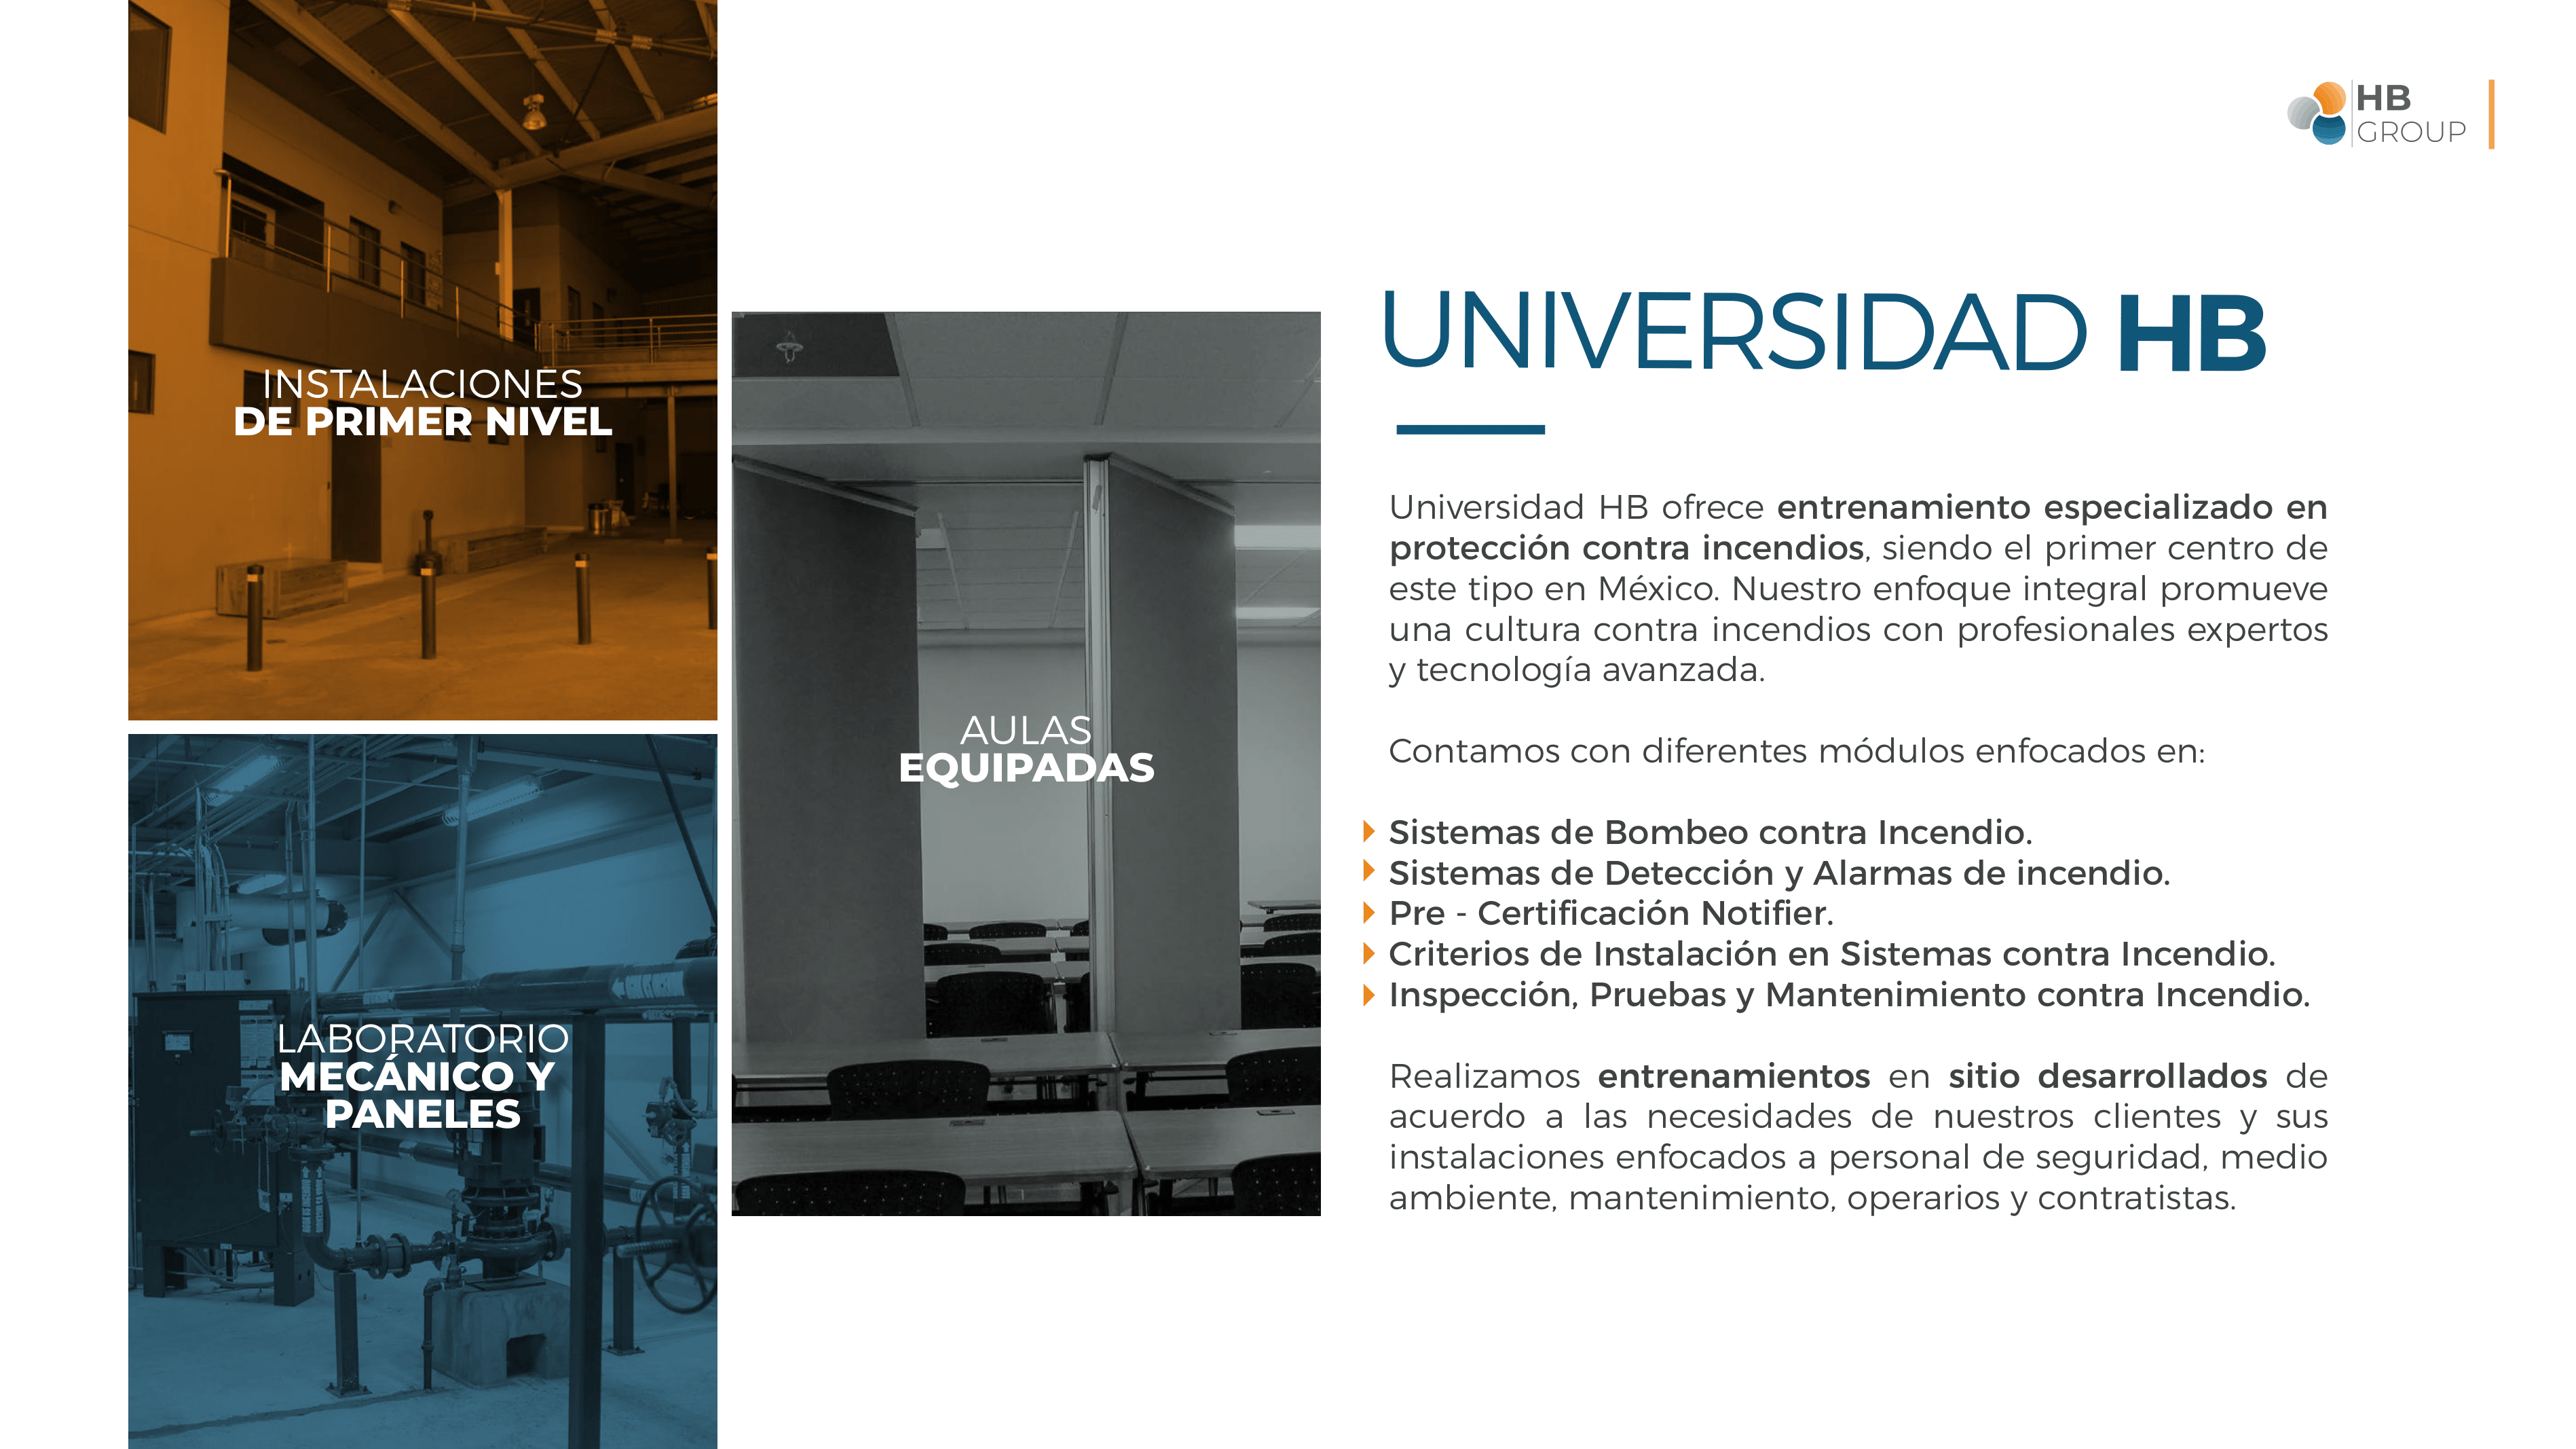 HB
GROUP
INSTALACIONES
DE PRIMER NIVEL
AULAS
EQUIPADAS
LABORATORIO
MECÁNICO Y
PANELES
UNIVERSIDAD HB
Universidad HB ofrece entrenamiento especializado en
protección contra incendios, siendo el primer centro de
este tipo en México. Nuestro enfoque integral promueve
una cultura contra incendios con profesionales expertos
y tecnología avanzada.
Contamos con diferentes módulos enfocados en:
Sistemas de Bombeo contra Incendio.
Sistemas de Detección y Alarmas de incendio.
Pre - Certificación Notifier.
Criterios de Instalación en Sistemas contra Incendio.
Inspección, Pruebas y Mantenimiento contra Incendio.
Realizamos entrenamientos en sitio desarrollados de
acuerdo a las necesidades de nuestros clientes y sus
instalaciones enfocados a personal de seguridad, medio
ambiente, mantenimiento, operarios y contratistas.